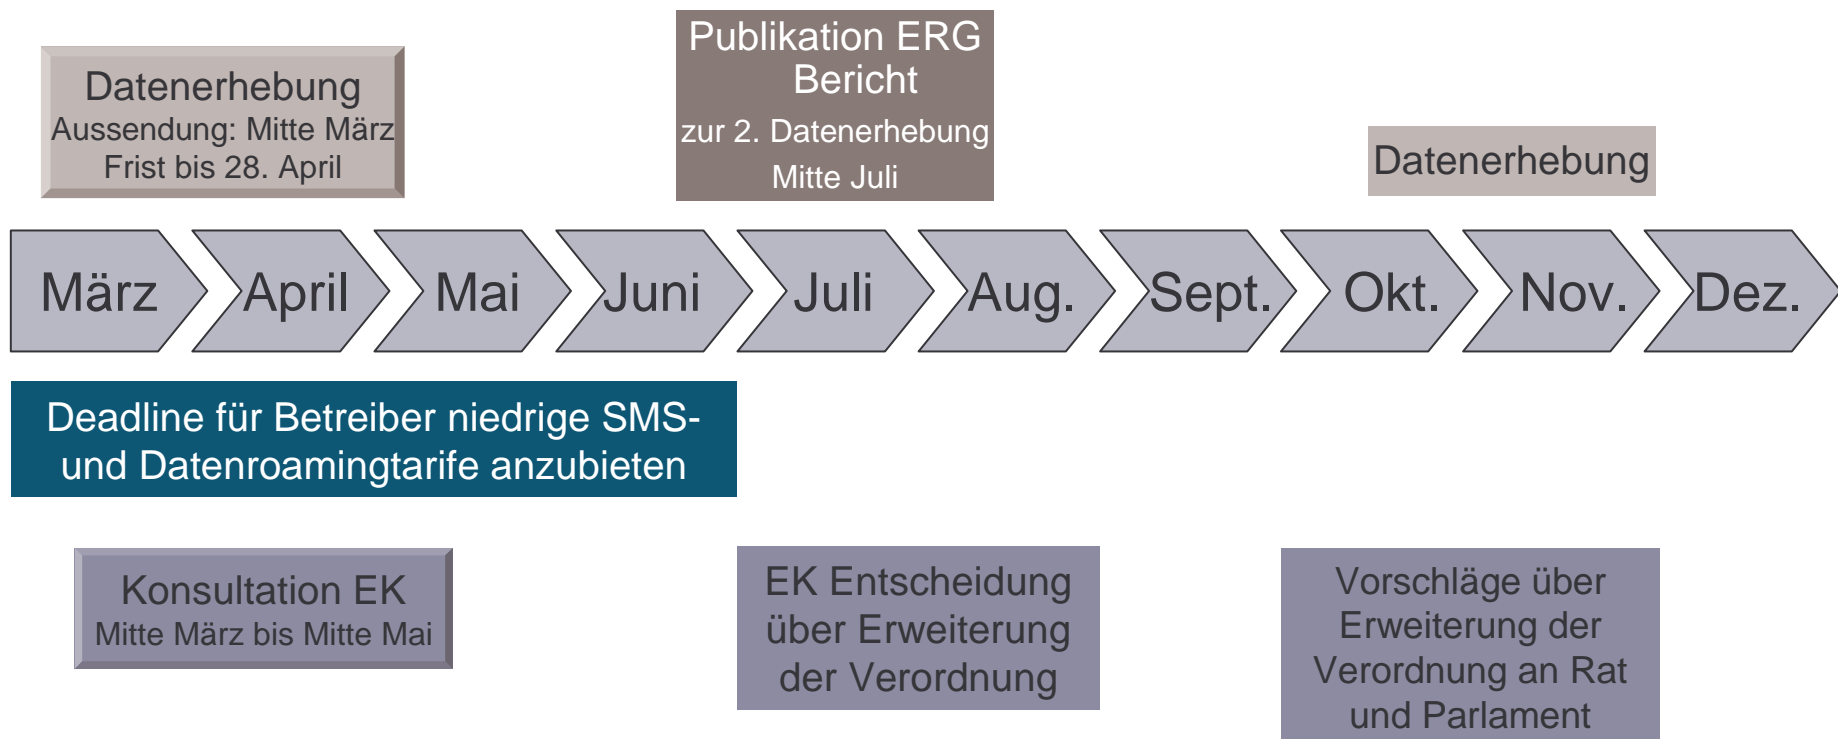 Datenerhebung
Aussendung: Mitte März
Frist bis 28. April
Publikation ERG
Bericht
zur 2. Datenerhebung
Mitte Juli
Datenerhebung
März
April
Mai
Juni
Juli
Aug.
Sept.
Okt.
Nov.
Dez.
Deadline für Betreiber niedrige SMS-
und Datenroamingtarife anzubieten
Konsultation EK
Mitte März bis Mitte Mai
EK Entscheidung
über Erweiterung
der Verordnung
Vorschläge über
Erweiterung der
Verordnung an Rat
und Parlament